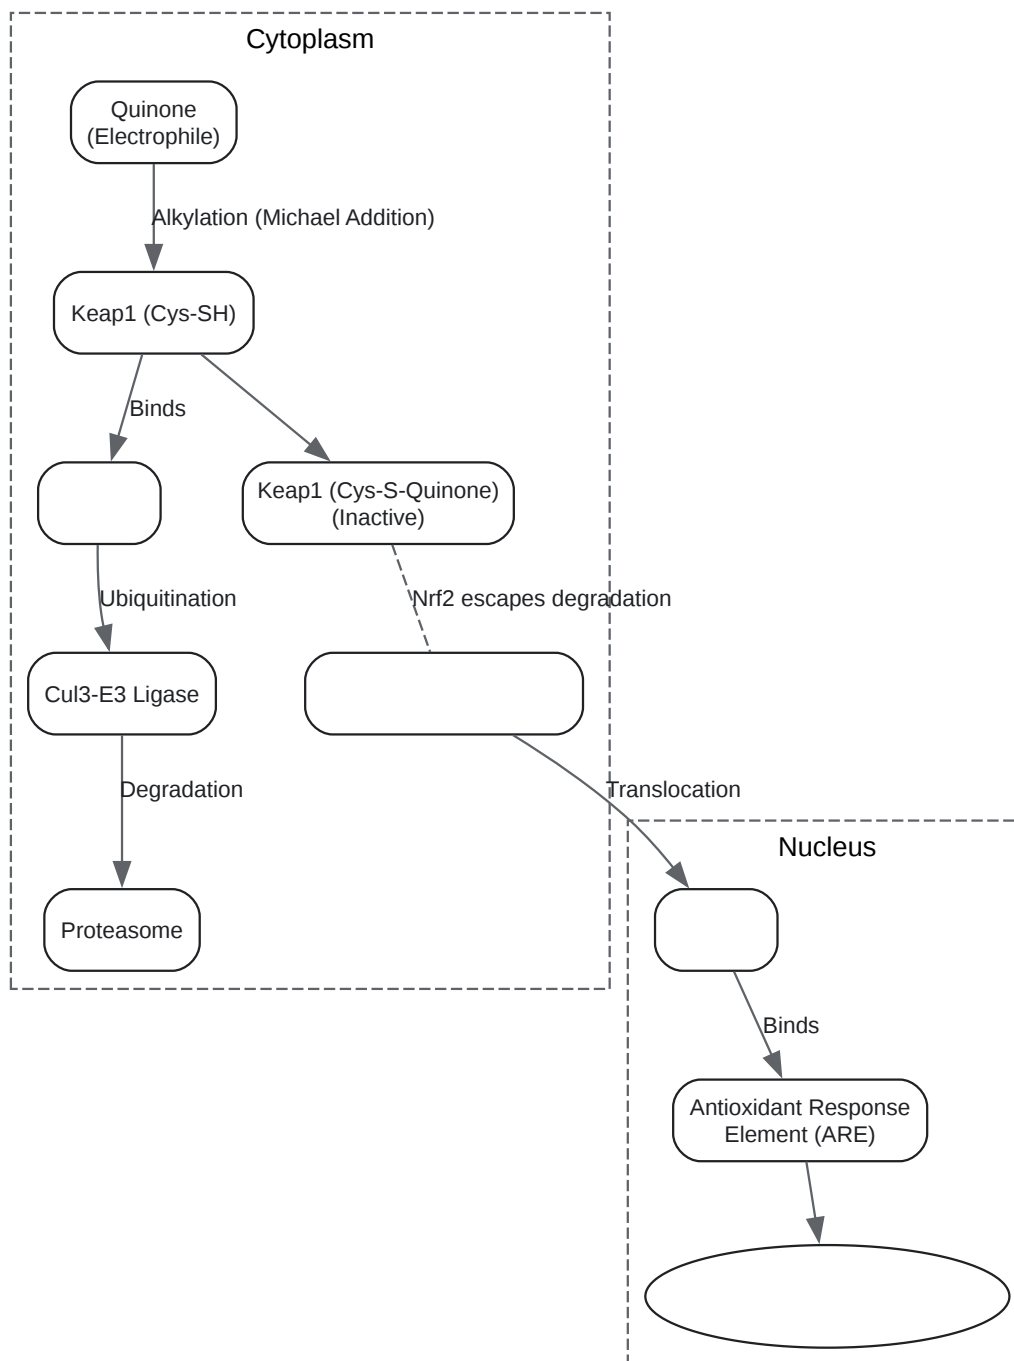 Cytoplasm
Quinone
(Electrophile)
Alkylation (Michael Addition)
Keap1 (Cys-SH)
Binds
Keap1 (Cys-S-Quinone)
(Inactive)
Ubiquitination
Nrf2 escapes degradation
Cul3-E3 Ligase
Degradation
Translocation
Nucleus
Proteasome
Binds
Antioxidant Response
Element (ARE)